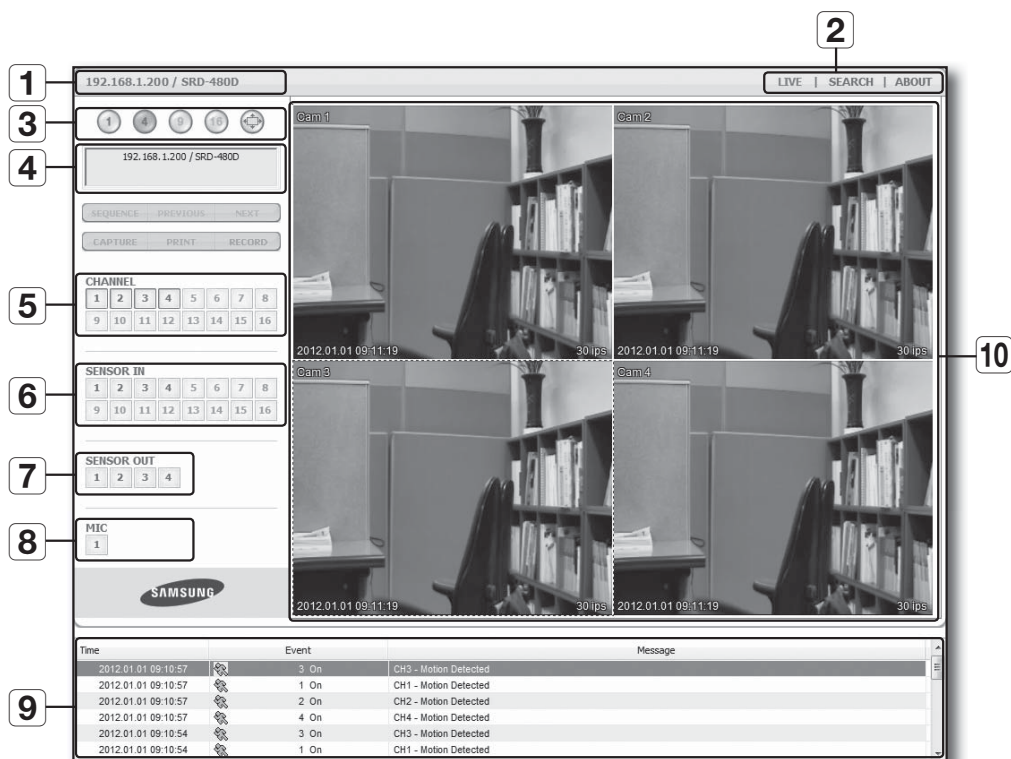 2
1
192.168.1.200 / SRD-480D
LIVE | SEARCH | ABOUT
3
1 4 9 16
4
192.168.1.200 / SRD-480D
SEQUENCE PREVIOUS NEXT
CAPTURE PRINT RECORD
5
CHANNEL
1 2 3 4 5 6 7 8
9 10 11 12 13 14 15 16
6
SENSOR IN
1 2 3 4 5 6 7 8
9 10 11 12 13 14 15 16
7
SENSOR OUT
1 2 3 4
8
MIC
1
SAMSUNG
Cam 1
2012.01.01 09:11:19 30 ips
Cam 2
2012.01.01 09:11:19 30 ips
Cam 3
2012.01.01 09:11:19 30 ips
Cam 4
2012.01.01 09:11:19 30 ips
10
9
Time Event Message
2012.01.01 09:10:57 3 On CH3 - Motion Detected
2012.01.01 09:10:57 1 On CH1 - Motion Detected
2012.01.01 09:10:57 2 On CH2 - Motion Detected
2012.01.01 09:10:57 4 On CH4 - Motion Detected
2012.01.01 09:10:54 3 On CH3 - Motion Detected
2012.01.01 09:10:54 1 On CH1 - Motion Detected